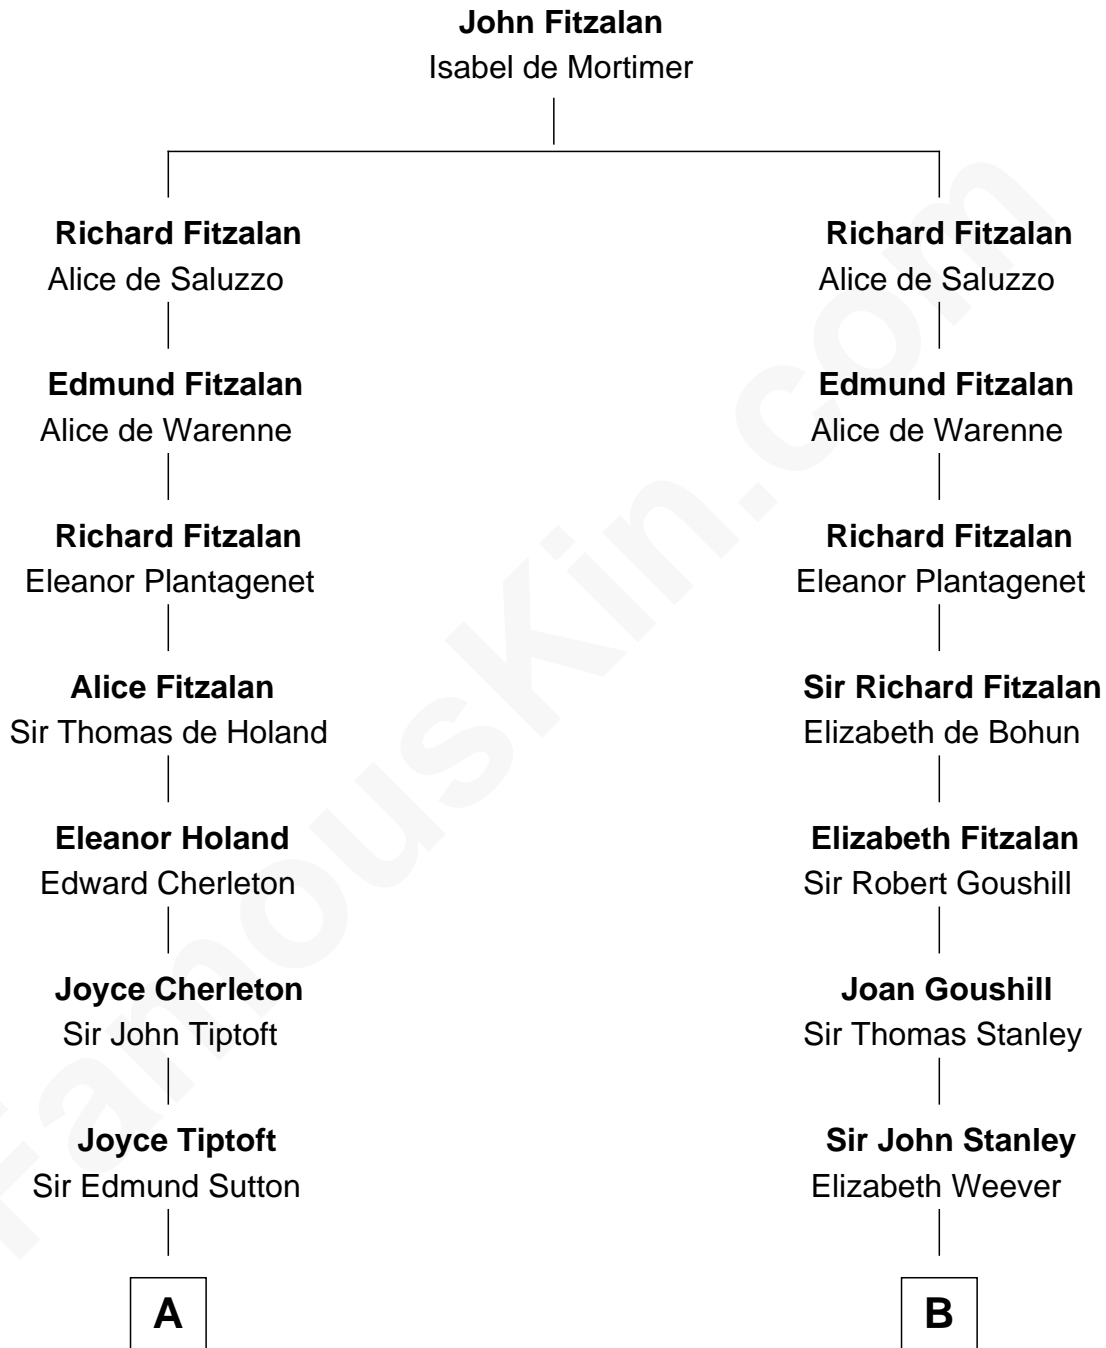 John Fitzalan
Isabel de Mortimer
Richard Fitzalan
Alice de Saluzzo
Edmund Fitzalan
Alice de Warenne
Richard Fitzalan
Eleanor Plantagenet
Alice Fitzalan
Sir Thomas de Holand
Eleanor Holand
Edward Cherleton
Joyce Cherleton
Sir John Tiptoft
Joyce Tiptoft
Sir Edmund Sutton
A
Richard Fitzalan
Alice de Saluzzo
Edmund Fitzalan
Alice de Warenne
Richard Fitzalan
Eleanor Plantagenet
Sir Richard Fitzalan
Elizabeth de Bohun
Elizabeth Fitzalan
Sir Robert Goushill
Joan Goushill
Sir Thomas Stanley
Sir John Stanley
Elizabeth Weever
B
FamousKin.com